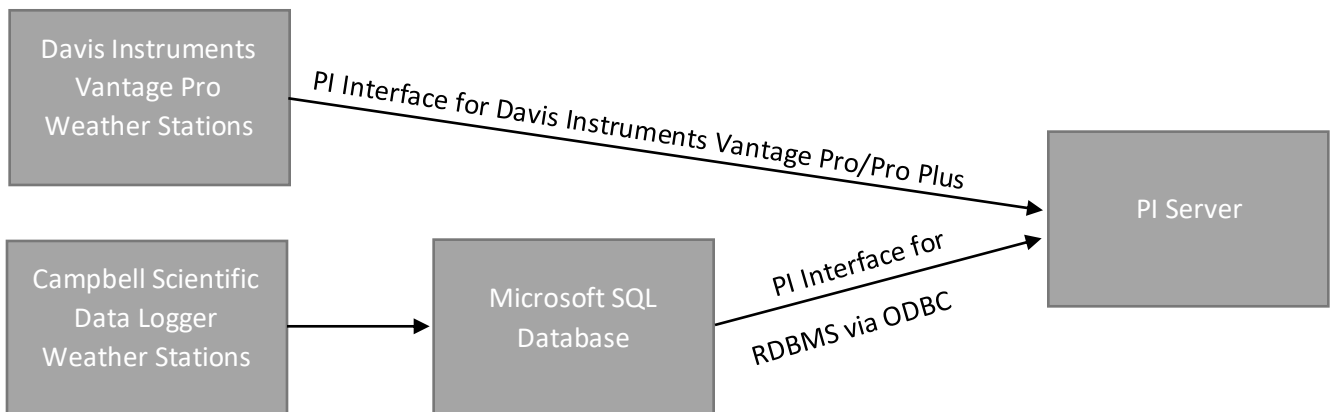 Davis Instruments
Vantage Pro
Weather Stations
PI Interface for Davis Instruments Vantage Pro/Pro Plus
PI Server
Campbell Scientific
Data Logger
Weather Stations
Microsoft SQL
Database
PI Interface for
RDBMS via ODBC